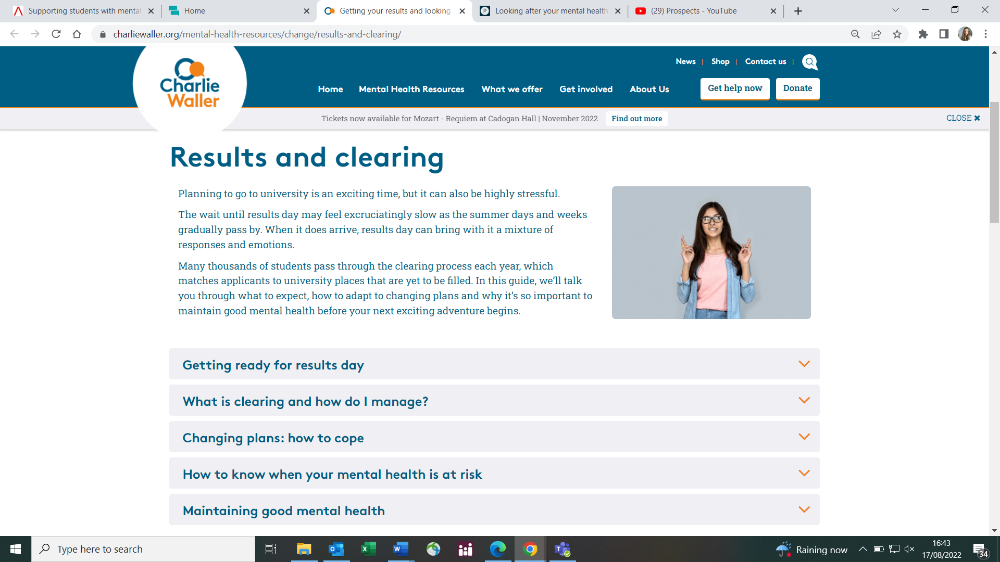 Supporting students with mental
Home
Getting your results and looking
Looking after your mental health
(29) Prospects - YouTube
charliewaller.org/mental-health-resources/change/results-and-clearing/
News | Shop | Contact us |
Charlie
Waller
Home
Mental Health Resources
What we offer
Get involved
About Us
Get help now
Donate
Tickets now available for Mozart - Requiem at Cadogan Hall | November 2022
Find out more
CLOSE ✖
Results and clearing
Planning to go to university is an exciting time, but it can also be highly stressful.
The wait until results day may feel excruciatingly slow as the summer days and weeks
gradually pass by. When it does arrive, results day can bring with it a mixture of
responses and emotions.
Many thousands of students pass through the clearing process each year, which
matches applicants to university places that are yet to be filled. In this guide, we’ll talk
you through what to expect, how to adapt to changing plans and why it’s so important to
maintain good mental health before your next exciting adventure begins.
Getting ready for results day
What is clearing and how do I manage?
Changing plans: how to cope
How to know when your mental health is at risk
Maintaining good mental health
Type here to search
Raining now
16:43
17/08/2022
34